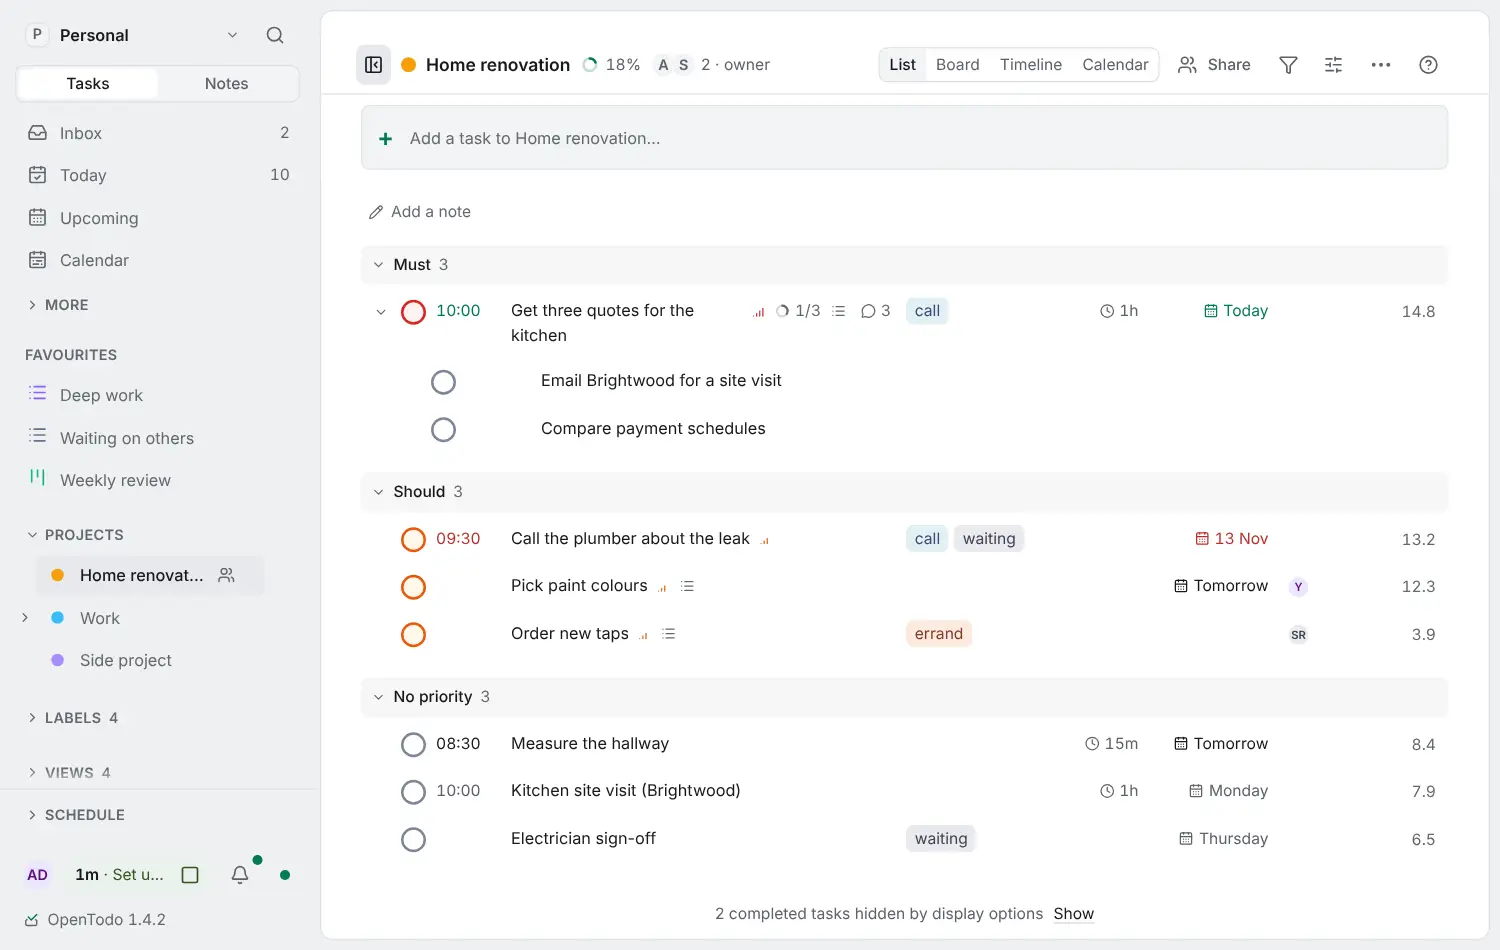 P Personal
Tasks Notes
Inbox 2
Today 10
Upcoming
Calendar
MORE
FAVOURITES
Deep work
Waiting on others
Weekly review
PROJECTS
Home renovat...
Work
Side project
LABELS 4
VIEWS 4
SCHEDULE
AD 1m · Set u...
OpenTodo 1.4.2
Home renovation 18% A S 2 · owner List Board Timeline Calendar Share
Add a task to Home renovation...
Add a note
Must 3
10:00 Get three quotes for the kitchen 1/3 3 call 1h Today 14.8
Email Brightwood for a site visit
Compare payment schedules
Should 3
09:30 Call the plumber about the leak call waiting 13 Nov 13.2
Pick paint colours Tomorrow Y 12.3
Order new taps errand SR 3.9
No priority 3
08:30 Measure the hallway 15m Tomorrow 8.4
10:00 Kitchen site visit (Brightwood) 1h Monday 7.9
Electrician sign-off waiting Thursday 6.5
2 completed tasks hidden by display options Show